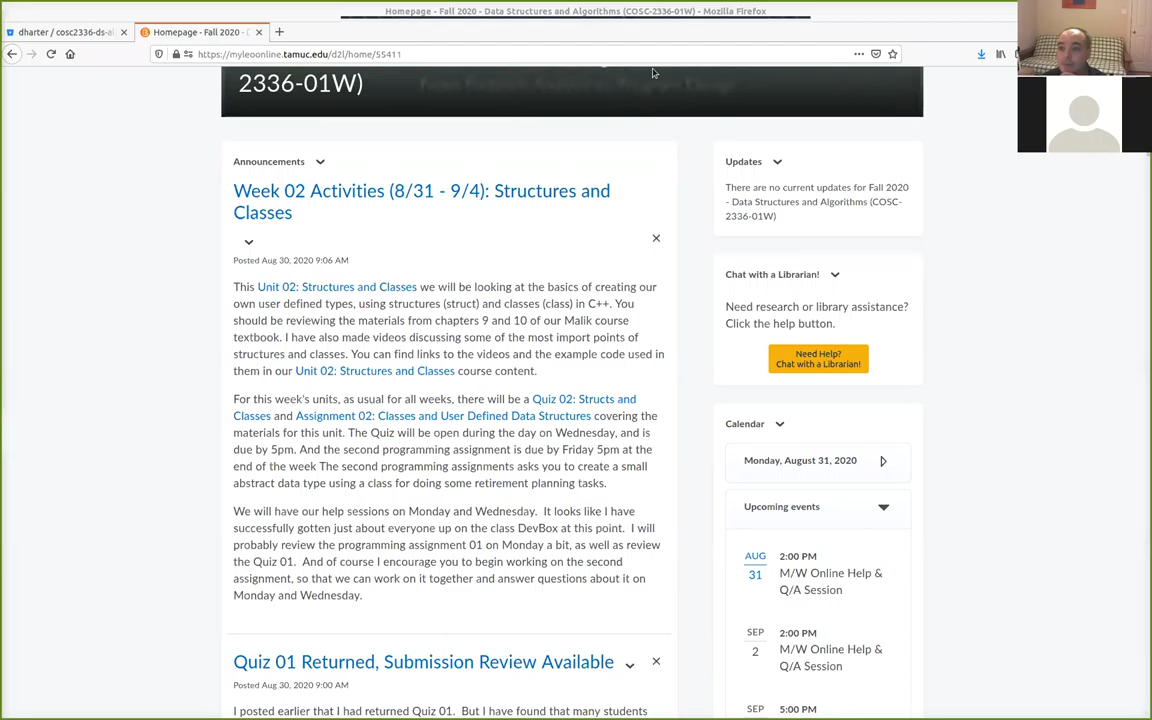 Homepage - Fall 2020 - Data Structures and Algorithms (COSC-2336-01W) - Mozilla Firefox
dharter / cosc2336-ds-al
Homepage - Fall 2020 -
https://myleoonline.tamuc.edu/d2l/home/55411
2336-01W)
Announcements
Week 02 Activities (8/31 - 9/4): Structures and
Classes
Posted Aug 30, 2020 9:06 AM
This Unit 02: Structures and Classes we will be looking at the basics of creating our
own user defined types, using structures (struct) and classes (class) in C++. You
should be reviewing the materials from chapters 9 and 10 of our Malik course
textbook. I have also made videos discussing some of the most import points of
structures and classes. You can find links to the videos and the example code used in
them in our Unit 02: Structures and Classes course content.
For this week's units, as usual for all weeks, there will be a Quiz 02: Structs and
Classes and Assignment 02: Classes and User Defined Data Structures covering the
materials for this unit. The Quiz will be open during the day on Wednesday, and is
due by 5pm. And the second programming assignment is due by Friday 5pm at the
end of the week The second programming assignments asks you to create a small
abstract data type using a class for doing some retirement planning tasks.
We will have our help sessions on Monday and Wednesday. It looks like I have
successfully gotten just about everyone up on the class DevBox at this point. I will
probably review the programming assignment 01 on Monday a bit, as well as review
the Quiz 01. And of course I encourage you to begin working on the second
assignment, so that we can work on it together and answer questions about it on
Monday and Wednesday.
Quiz 01 Returned, Submission Review Available
Posted Aug 30, 2020 9:00 AM
I posted earlier that I had returned Quiz 01. But I have found that many students
Updates
There are no current updates for Fall 2020
- Data Structures and Algorithms (COSC-
2336-01W)
Chat with a Librarian!
Need research or library assistance?
Click the help button.
Need Help?
Chat with a Librarian!
Calendar
Monday, August 31, 2020
Upcoming events
AUG
31
2:00 PM
M/W Online Help &
Q/A Session
SEP
2
2:00 PM
M/W Online Help &
Q/A Session
SEP
5:00 PM